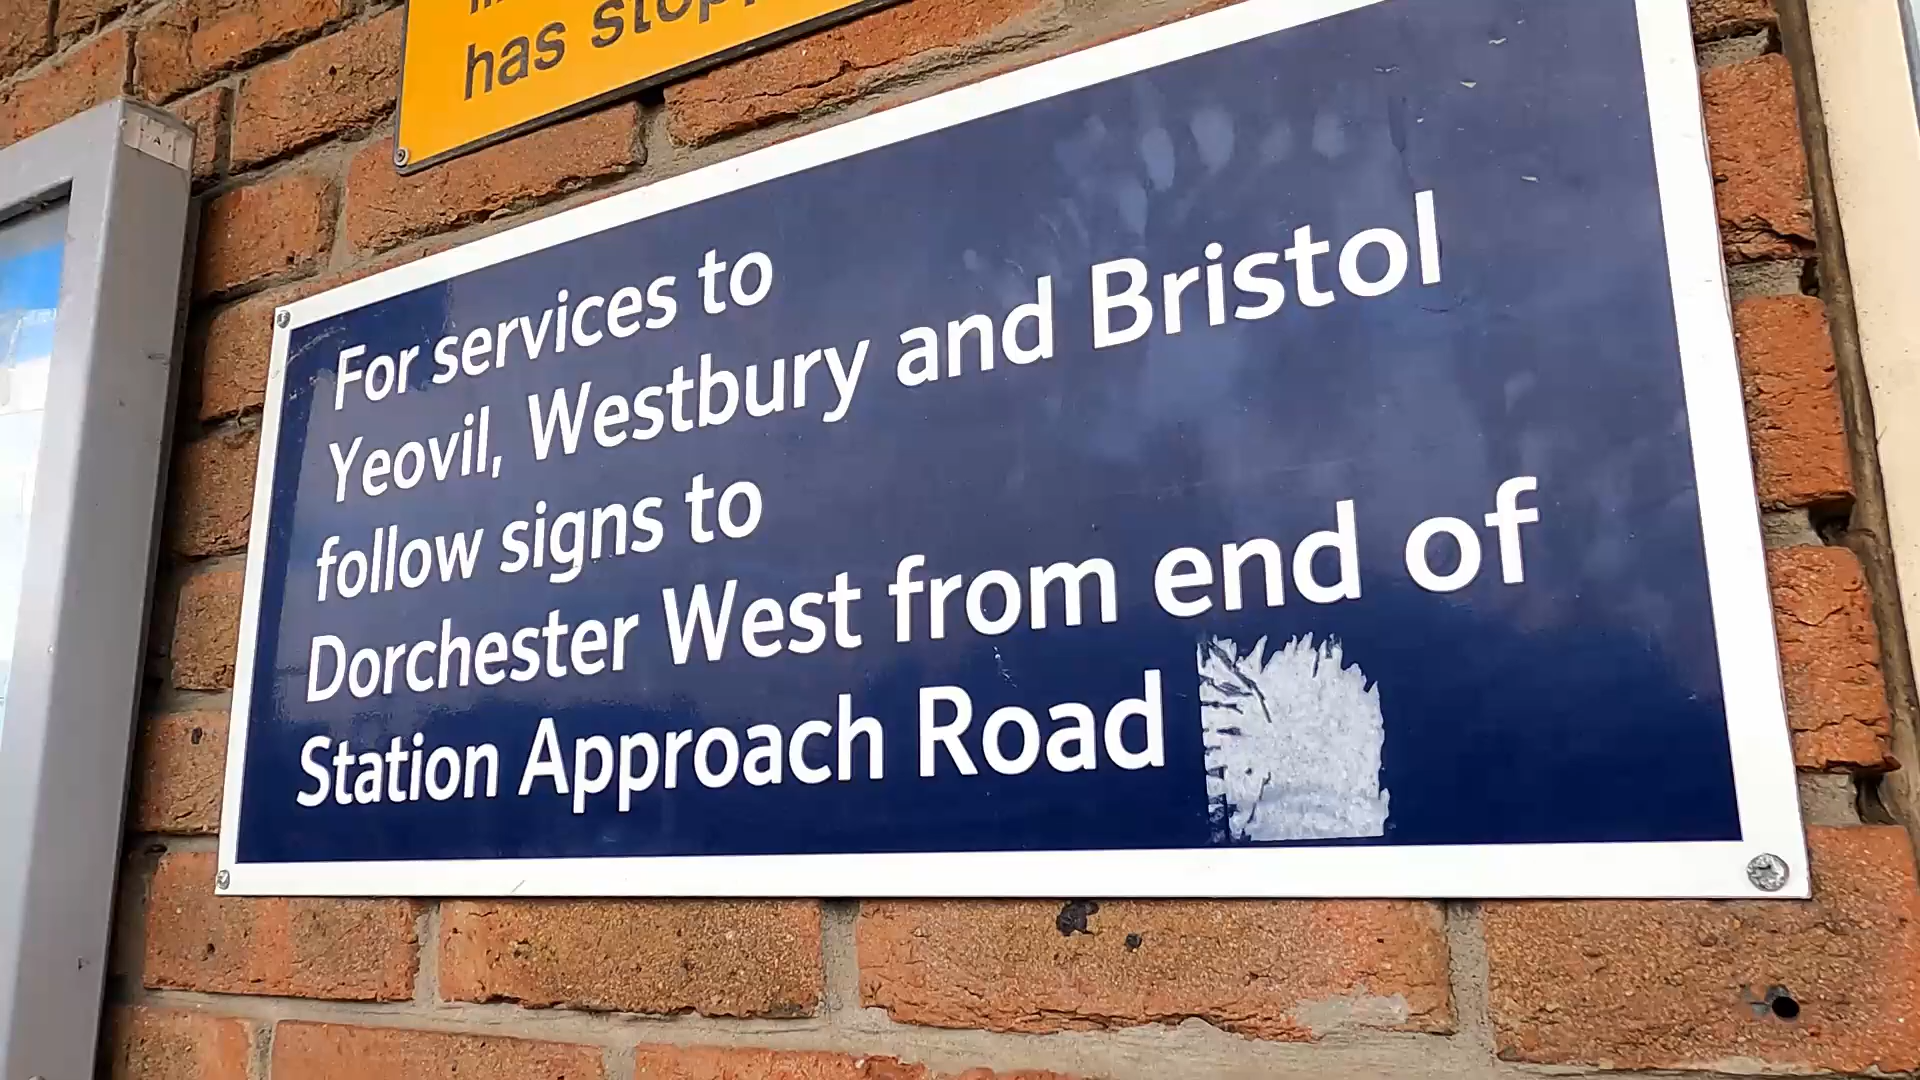 has
For services to
Yeovil, Westbury and Bristol
follow signs to
Dorchester West from end of
Station Approach Road